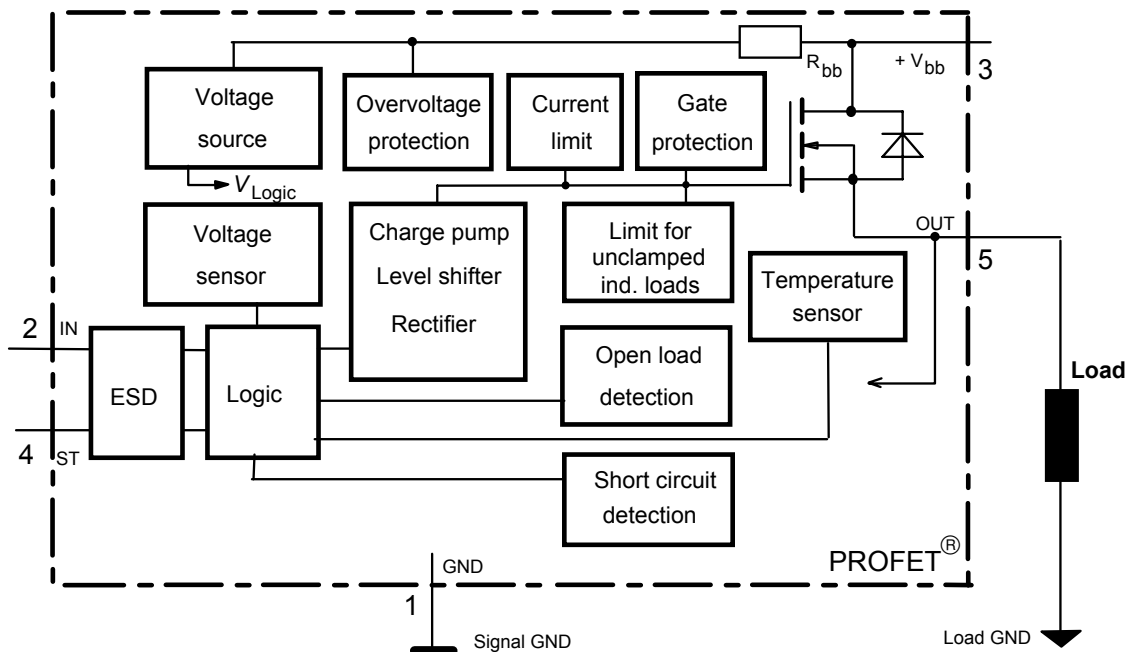 R bb
+ V bb
3
Voltage
source
Overvoltage
protection
Current
limit
Gate
protection
V Logic
Voltage
sensor
Charge pump
Level shifter
Rectifier
Limit for
unclamped
ind. loads
OUT
5
Temperature
sensor
2
IN
ESD
Logic
Open load
detection
Load
4
ST
Short circuit
detection
PROFET®
GND
1
Signal GND
Load GND